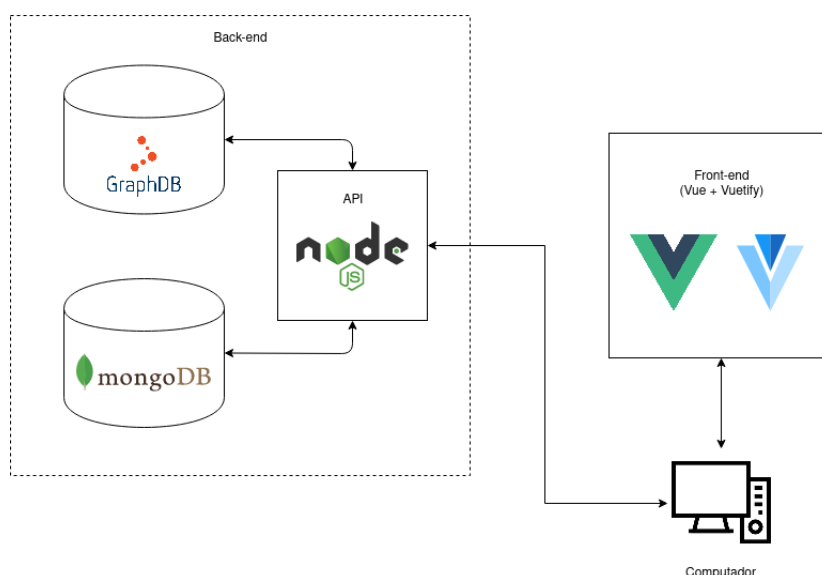 Back-end
GraphDB
API
node
JS
mongoDB
Front-end
(Vue + Vuetify)
Computador